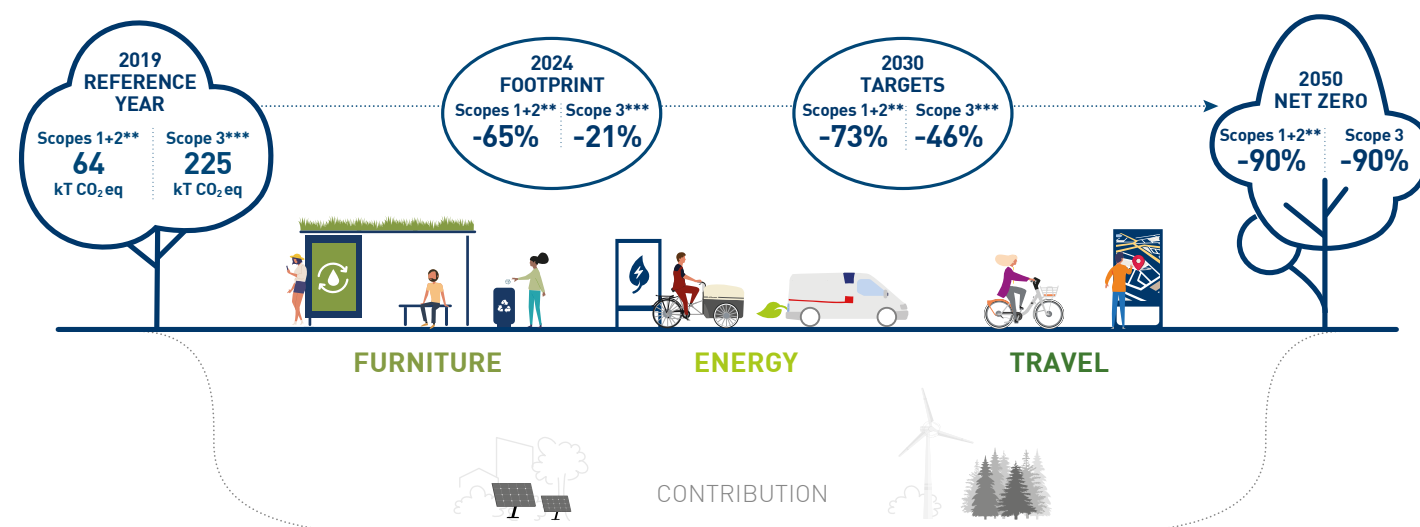 2019
REFERENCE
YEAR
Scopes 1+2**
64
kT CO₂ eq
Scope 3***
225
kT CO₂ eq
2024
FOOTPRINT
Scopes 1+2**
-65%
Scope 3***
-21%
2030
TARGETS
Scopes 1+2**
-73%
Scope 3***
-46%
2050
NET ZERO
Scopes 1+2**
-90%
Scope 3
-90%
FURNITURE
ENERGY
TRAVEL
CONTRIBUTION